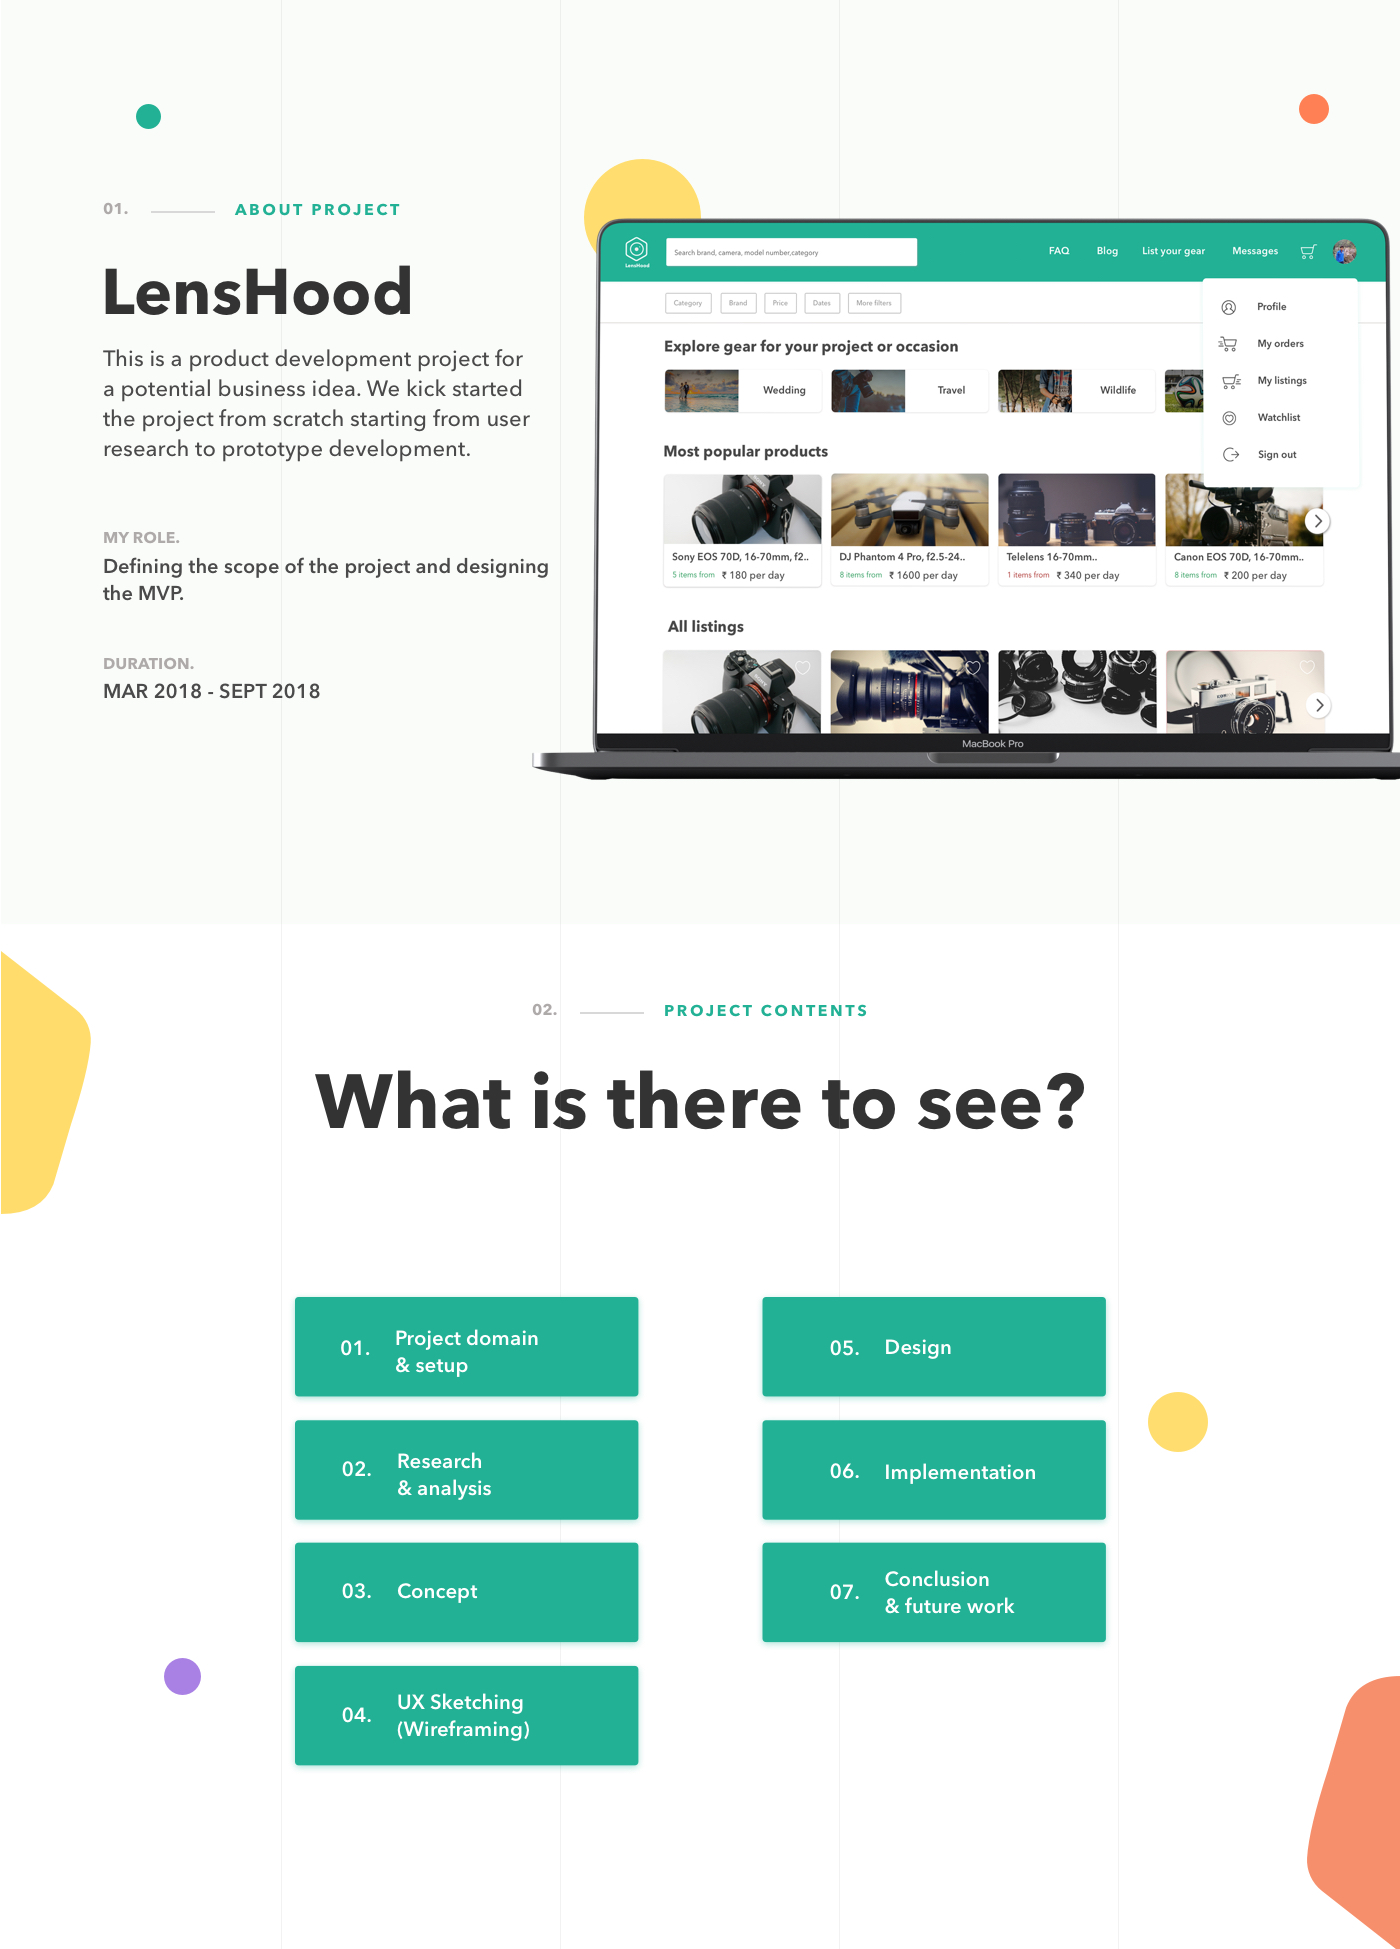 01.
ABOUT PROJECT
LensHood
This is a product development project for
a potential business idea. We kick started
the project from scratch starting from user
research to prototype development.
MY ROLE.
Defining the scope of the project and designing
the MVP.
DURATION.
MAR 2018 - SEPT 2018
LensHood
Search brand, camera, model number,category
FAQ
Blog
List your gear
Messages
Category
Brand
Price
Dates
More filters
Profile
My orders
My listings
Watchlist
Sign out
Explore gear for your project or occasion
Wedding
Travel
Wildlife
Most popular products
Sony EOS 70D, 16-70mm, f2..
5 items from ₹ 180 per day
DJ Phantom 4 Pro, f2.5-24..
8 items from ₹ 1600 per day
Telelens 16-70mm..
1 items from ₹ 340 per day
Canon EOS 70D, 16-70mm..
8 items from ₹ 200 per day
All listings
MacBook Pro
02.
PROJECT CONTENTS
What is there to see?
01.
Project domain
& setup
02.
Research
& analysis
03.
Concept
04.
UX Sketching
(Wireframing)
05.
Design
06.
Implementation
07.
Conclusion
& future work